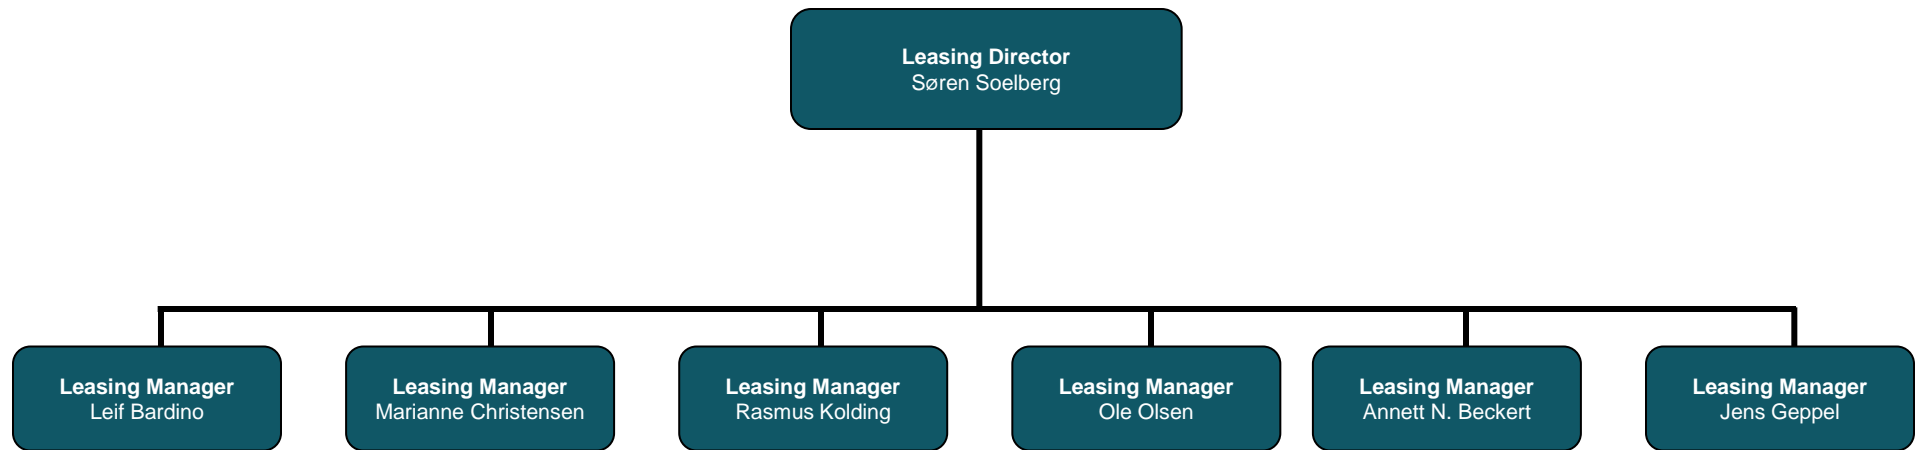 Leasing Director
Søren Soelberg
Leasing Manager
Leif Bardino
Leasing Manager
Marianne Christensen
Leasing Manager
Rasmus Kolding
Leasing Manager
Ole Olsen
Leasing Manager
Annett N. Beckert
Leasing Manager
Jens Geppel